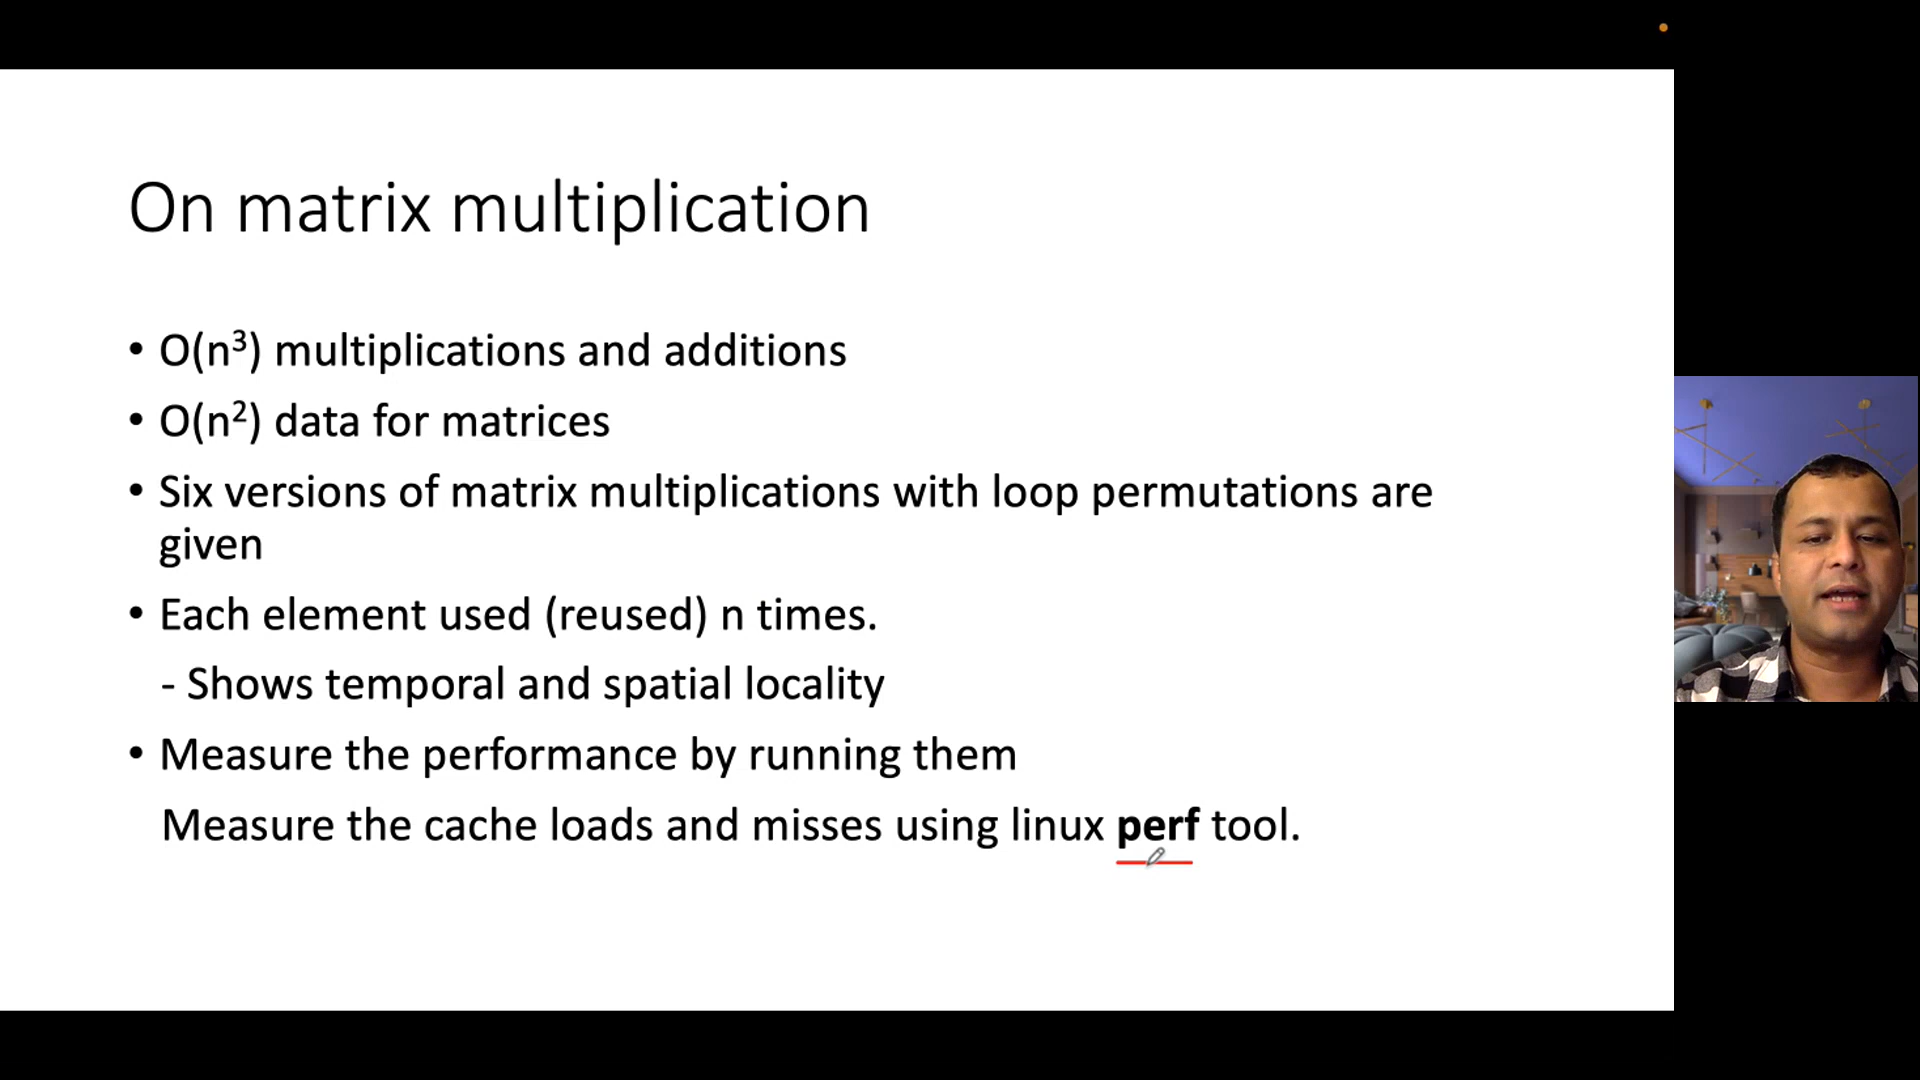 On matrix multiplication
• O(n³) multiplications and additions
• O(n²) data for matrices
• Six versions of matrix multiplications with loop permutations are
given
• Each element used (reused) n times.
- Shows temporal and spatial locality
• Measure the performance by running them
Measure the cache loads and misses using linux perf tool.